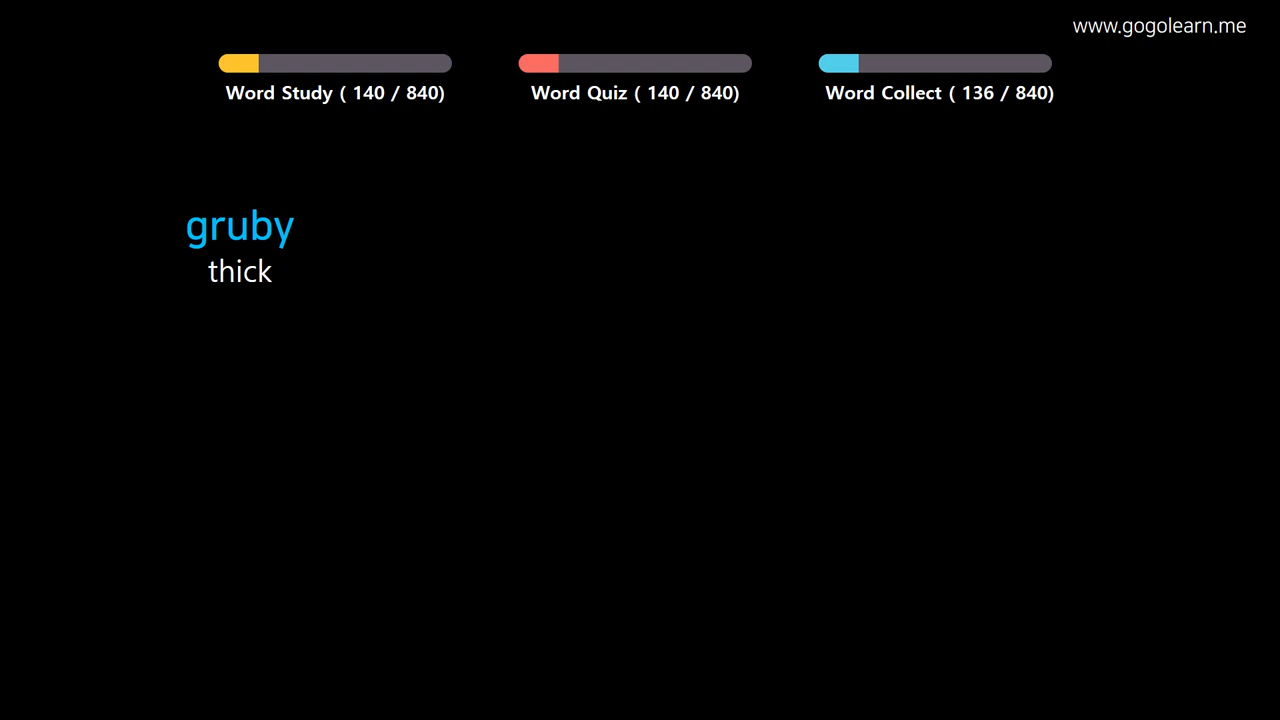 www.gogolearn.me
Word Study ( 140 / 840)
Word Quiz ( 140 / 840)
Word Collect ( 136 / 840)
gruby
thick